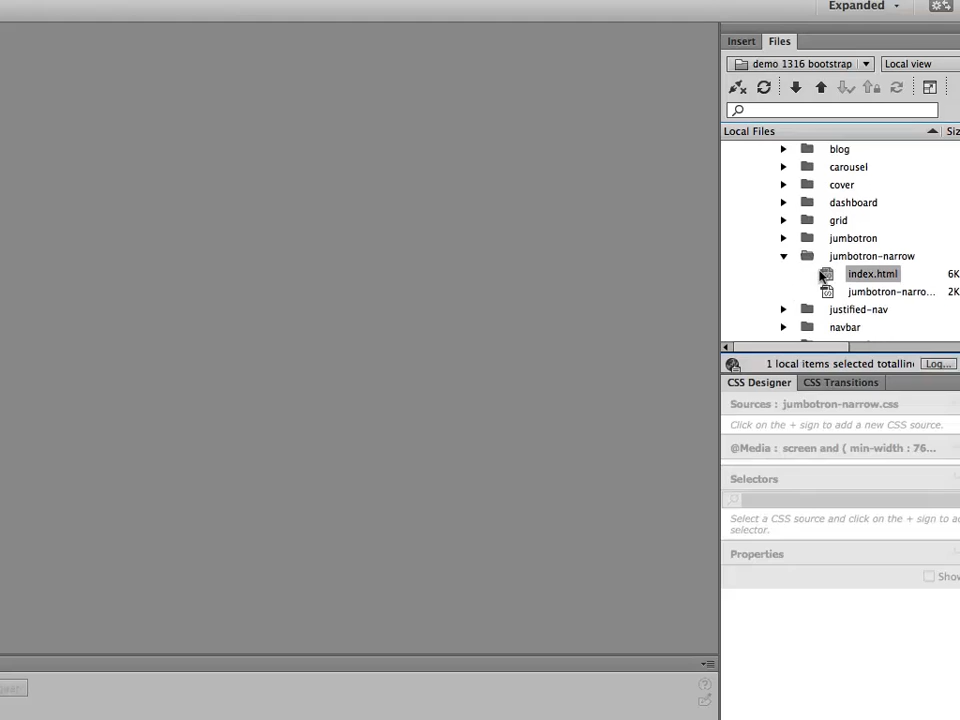 Expanded
Insert Files
demo 1316 bootstrap Local view
Local Files Siz
blog
carousel
cover
dashboard
grid
jumbotron
jumbotron-narrow
index.html 6K
jumbotron-narro... 2K
justified-nav
navbar
1 local items selected totallin Log...
CSS Designer CSS Transitions
Sources : jumbotron-narrow.css
Click on the + sign to add a new CSS source.
@Media : screen and ( min-width : 76...
Selectors
Select a CSS source and click on the + sign to ad
selector.
Properties
Show